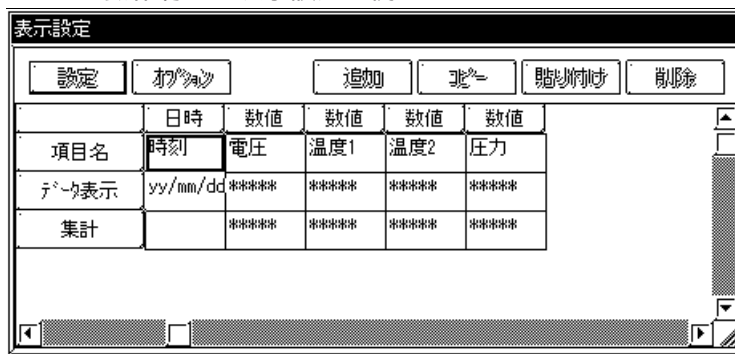 表示設定
設定 オプション 追加 コピー 貼り付け 削除
日時 数値 数値 数値 数値
項目名 時刻 電圧 温度1 温度2 圧力
データ表示 yy/mm/dd ***** ***** ***** *****
集計 ***** ***** ***** *****